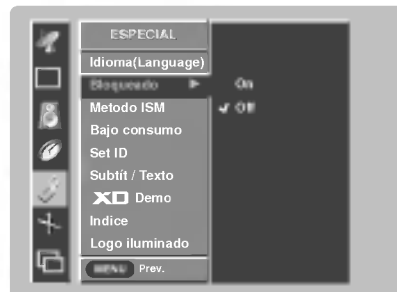 ESPECIAL
Idioma(Language)
Bloqueado On
Metodo ISM Off
Bajo consumo
Set ID
Subtít / Texto
XD Demo
Indice
Logo iluminado
MENU Prev.